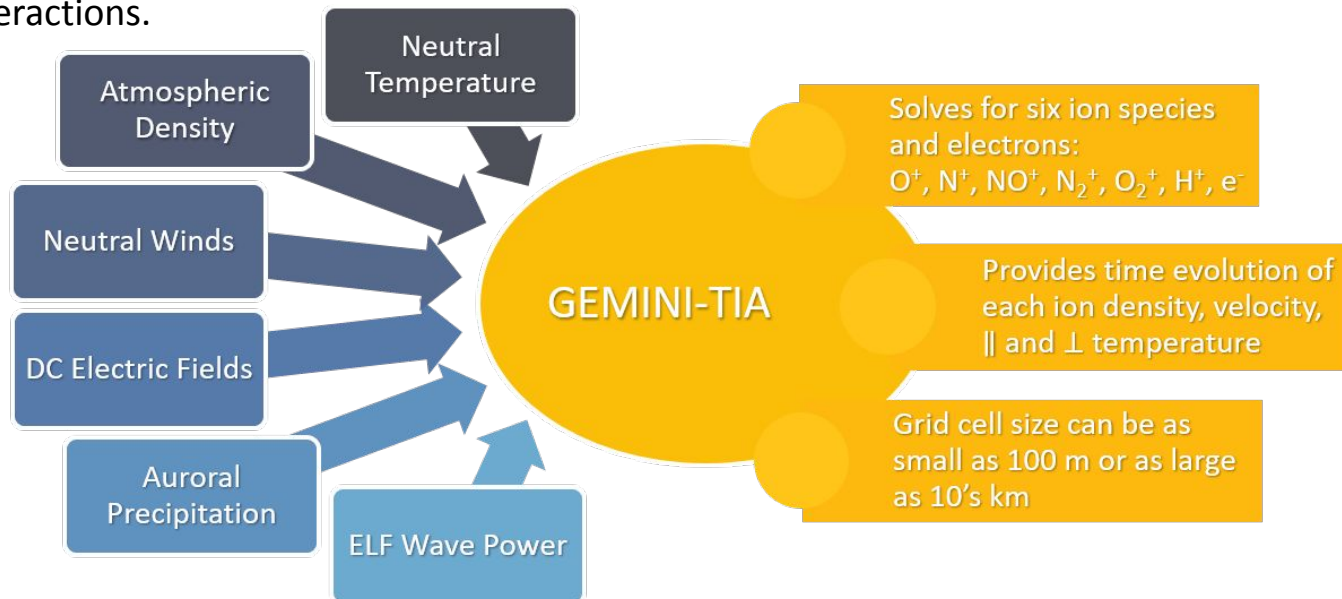 eractions.
Neutral
Temperature
Atmospheric
Density
Neutral Winds
DC Electric Fields
Auroral
Precipitation
ELF Wave Power
GEMINI-TIA
Solves for six ion species
and electrons:
O⁺, N⁺, NO⁺, N₂⁺, O₂⁺, H⁺, e⁻
Provides time evolution of
each ion density, velocity,
∥ and ⊥ temperature
Grid cell size can be as
small as 100 m or as large
as 10’s km